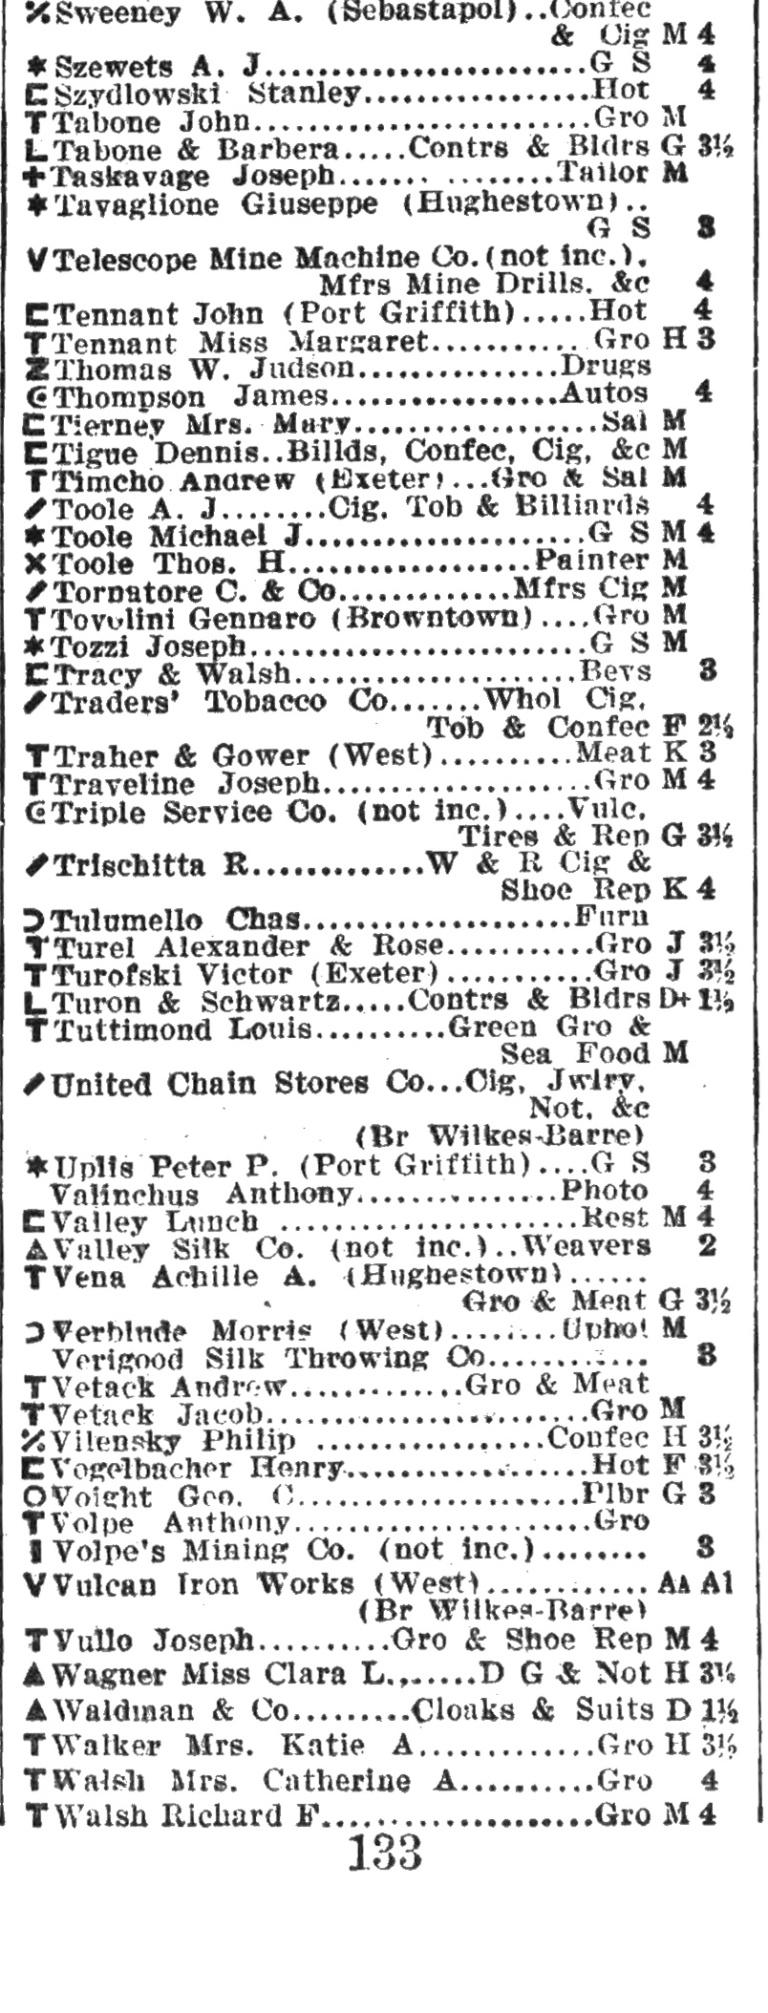 ٪Sweeney W. A. (Sebastapol)..Confec
& Cig M 4
*Szewets A. J.............................G S 4
⊏Szydlowski Stanley..................Hot 4
TTabone John...........................Gro M
LTabone & Barbera.....Contrs & Bldrs G 3½
+Taskavage Joseph....... ........Tailor M
*Tavaglione Giuseppe (Hughestown)..
G S 3
VTelescope Mine Machine Co. (not inc.),
Mfrs Mine Drills, &c 4
⊏Tennant John (Port Griffith).....Hot 4
TTennant Miss Margaret........... Gro H 3
ZThomas W. Judson...............Drugs
Thompson James..................Autos 4
⊏Tierney Mrs. Mary...................Sal M
⊏Tigue Dennis..Billds, Confec, Cig, &c M
TTimcho Andrew (Exeter)...Gro & Sal M
/Toole A. J........Cig, Tob & Billiards 4
*Toole Michael J.......................G S M 4
×Toole Thos. H...................Painter M
/Tornatore C. & Co.............Mfrs Cig M
TTovolini Gennaro (Browntown)....Gro M
*Tozzi Joseph...........................G S M
⊏Tracy & Walsh.......................Bevs 3
/Traders' Tobacco Co.......Whol Cig,
Tob & Confec F 2½
TTraher & Gower (West)..........Meat K 3
TTraveline Joseph.....................Gro M 4
Triple Service Co. (not inc.)....Vulc,
Tires & Rep G 3½
/Trischitta R..............W & R Cig &
Shoe Rep K 4
⊐Tulumello Chas.....................Furn
TTurel Alexander & Rose............Gro J 3½
TTurofski Victor (Exeter)...........Gro J 3½
LTuron & Schwartz.....Contrs & Bldrs D+ 1½
TTuttimond Louis..........Green Gro &
Sea Food M
/United Chain Stores Co...Cig, Jwlry,
Not, &c
(Br Wilkes-Barre)
*Uplis Peter P. (Port Griffith)....G S 3
Valinchus Anthony................Photo 4
⊏Valley Lunch ......................Rest M 4
▲Valley Silk Co. (not inc.)..Weavers 2
TVena Achille A. (Hughestown)......
Gro & Meat G 3½
⊐Verbinde Morris (West)........Uphol M
Verigood Silk Throwing Co............ 3
TVetack Andrew.............Gro & Meat
TVetack Jacob..........................Gro M
٪Vilensky Philip ..................Confec H 3½
⊏Vogelbacher Henry...................Hot F 3½
OVoight Geo. C.......................Plbr G 3
TVolpe Anthony........................Gro
▮Volpe's Mining Co. (not inc.)........ 3
VVulcan Iron Works (West)............ AA A1
(Br Wilkes-Barre)
TVullo Joseph..........Gro & Shoe Rep M 4
▲Wagner Miss Clara L.......D G & Not H 3½
▲Waldman & Co.........Cloaks & Suits D 1½
TWalker Mrs. Katie A..............Gro H 3½
TWalsh Mrs. Catherine A..........Gro 4
TWalsh Richard F......................Gro M 4
133